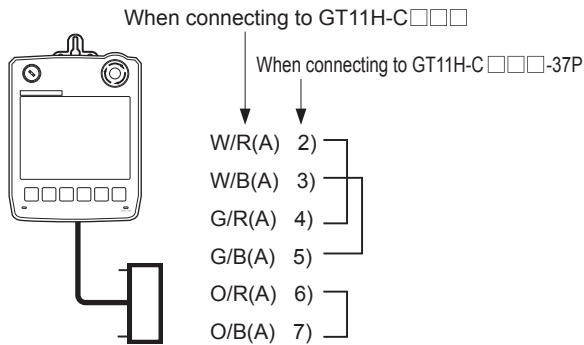 When connecting to GT11H-C□□□
When connecting to GT11H-C □□□-37P
W/R(A) 2)
W/B(A) 3)
G/R(A) 4)
G/B(A) 5)
O/R(A) 6)
O/B(A) 7)